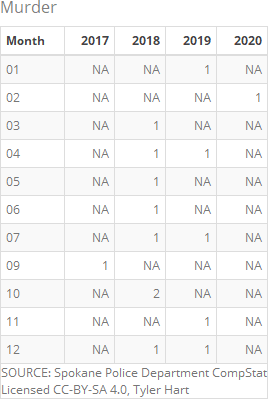 Murder
Month 2017 2018 2019 2020
01 NA NA 1 NA
02 NA NA NA 1
03 NA 1 NA NA
04 NA 1 1 NA
05 NA 1 NA NA
06 NA 1 NA NA
07 NA 1 1 NA
09 1 NA NA NA
10 NA 2 NA NA
11 NA NA 1 NA
12 NA 1 1 NA
SOURCE: Spokane Police Department CompStat
Licensed CC-BY-SA 4.0, Tyler Hart